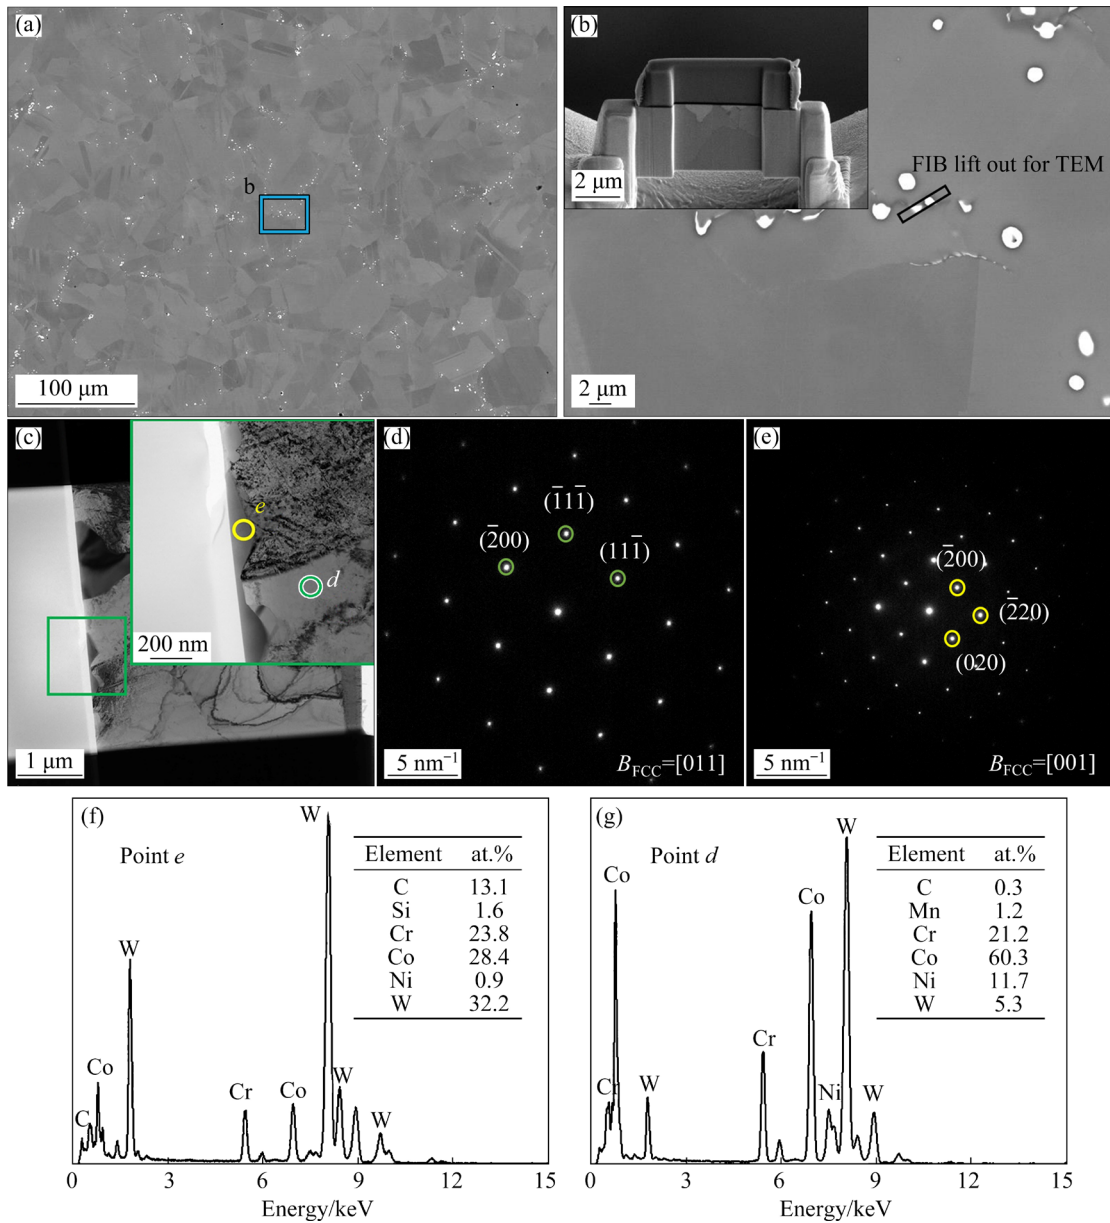 (a)
b
100 μm
(b)
2 μm
FIB lift out for TEM
2 μm
(c)
e
d
200 nm
1 μm
(d)
(1̅11̅)
(2̅00)
(111̅)
5 nm⁻¹
B_FCC=[011]
(e)
(2̅00)
(2̅20)
(020)
5 nm⁻¹
B_FCC=[001]
(f)
Point e
W
Element at.%
C 13.1
Si 1.6
Cr 23.8
Co 28.4
Ni 0.9
W 32.2
W
Co
C
Cr
Co
W
W
0 3 6 9 12 15
Energy/keV
(g)
Point d
W
Element at.%
C 0.3
Mn 1.2
Cr 21.2
Co 60.3
Ni 11.7
W 5.3
Co
Co
Cr
C
W
Ni
W
0 3 6 9 12 15
Energy/keV